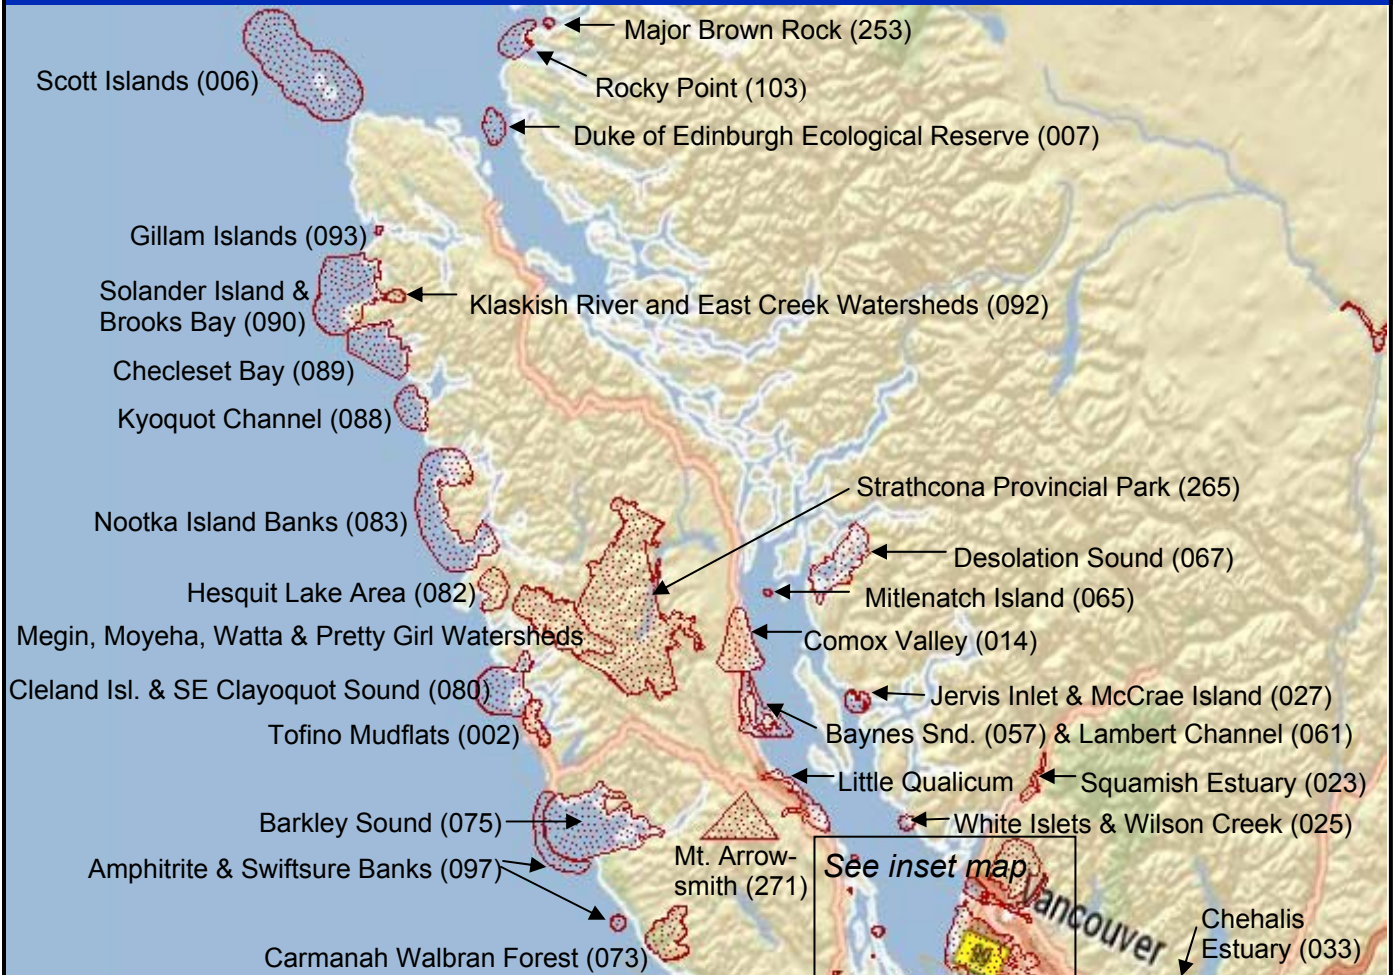 Major Brown Rock (253)
Scott Islands (006)
Rocky Point (103)
Duke of Edinburgh Ecological Reserve (007)
Gillam Islands (093)
Solander Island &
Brooks Bay (090)
Klaskish River and East Creek Watersheds (092)
Checleset Bay (089)
Kyoquot Channel (088)
Strathcona Provincial Park (265)
Nootka Island Banks (083)
Desolation Sound (067)
Hesquit Lake Area (082)
Mitlenatch Island (065)
Megin, Moyeha, Watta & Pretty Girl Watersheds
Comox Valley (014)
Cleland Isl. & SE Clayoquot Sound (080)
Jervis Inlet & McCrae Island (027)
Tofino Mudflats (002)
Baynes Snd. (057) & Lambert Channel (061)
Little Qualicum
Squamish Estuary (023)
Barkley Sound (075)
White Islets & Wilson Creek (025)
Amphitrite & Swiftsure Banks (097)
Mt. Arrow-
smith (271)
See inset map
Vancouver
Chehalis
Estuary (033)
Carmanah Walbran Forest (073)